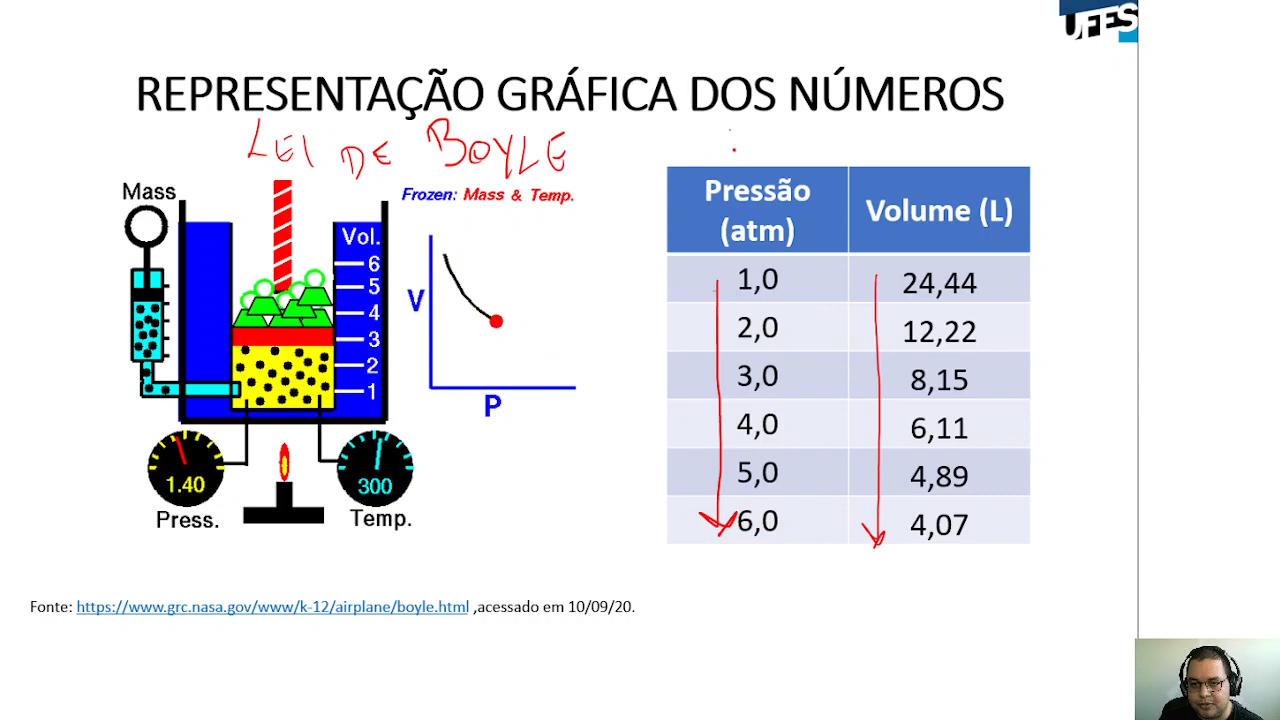 UFES
REPRESENTAÇÃO GRÁFICA DOS NÚMEROS
LEI DE BOYLE
Mass
Frozen: Mass & Temp.
Vol.
6
5
4
3
2
1
V
P
1.40
Press.
300
Temp.
Pressão (atm) Volume (L)
1,0 24,44
2,0 12,22
3,0 8,15
4,0 6,11
5,0 4,89
6,0 4,07
Fonte: https://www.grc.nasa.gov/www/k-12/airplane/boyle.html ,acessado em 10/09/20.